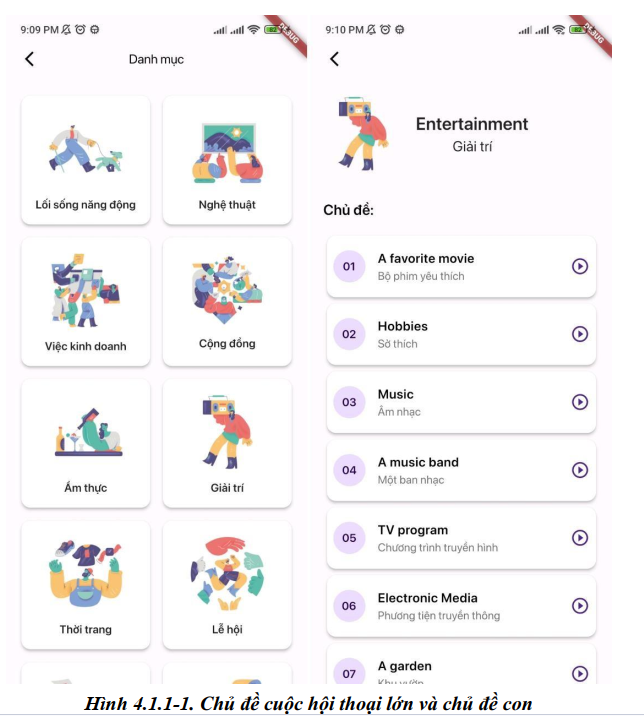 9:09 PM
82
DEBUG
Danh mục
Lối sống năng động
Nghệ thuật
Việc kinh doanh
Cộng đồng
Ẩm thực
Giải trí
Thời trang
Lễ hội
9:10 PM
82
DEBUG
Entertainment
Giải trí
Chủ đề:
01
A favorite movie
Bộ phim yêu thích
02
Hobbies
Sở thích
03
Music
Âm nhạc
04
A music band
Một ban nhạc
05
TV program
Chương trình truyền hình
06
Electronic Media
Phương tiện truyền thông
07
A garden
Khu vườn
Hình 4.1.1-1. Chủ đề cuộc hội thoại lớn và chủ đề con